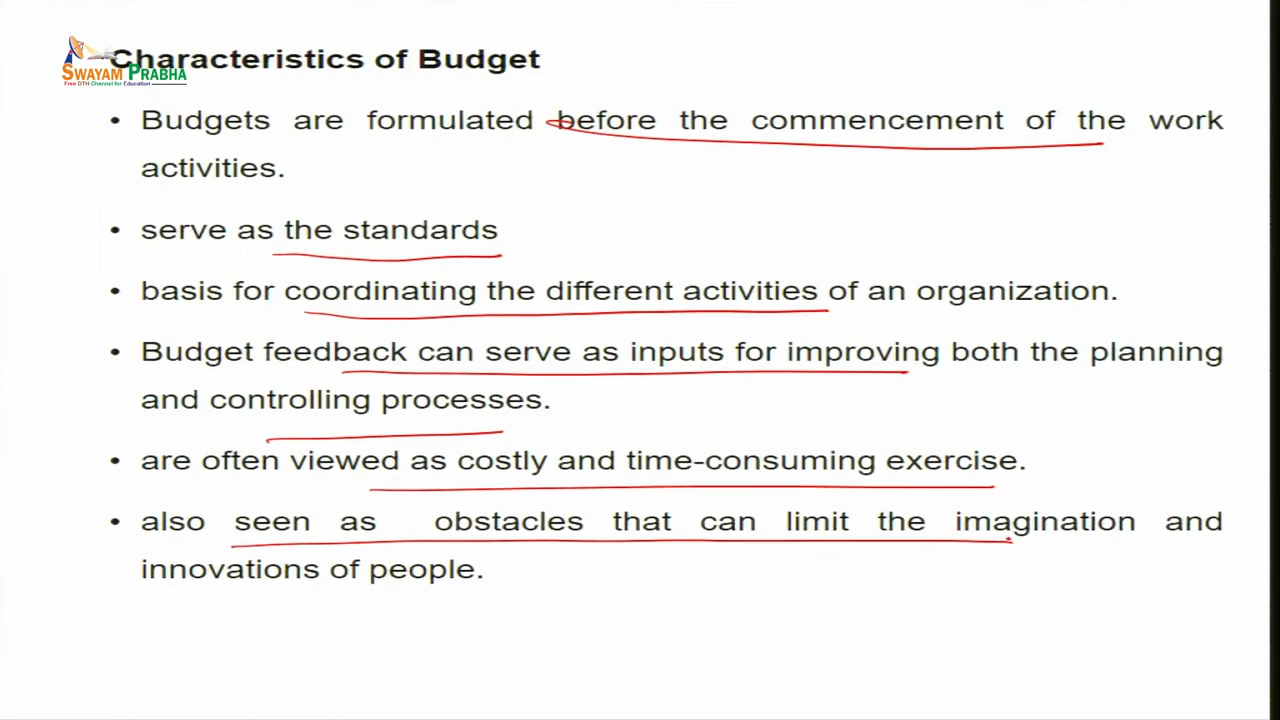 Characteristics of Budget
SWAYAM PRABHA
Free DTH Channel for Education
• Budgets are formulated before the commencement of the work
activities.
• serve as the standards
• basis for coordinating the different activities of an organization.
• Budget feedback can serve as inputs for improving both the planning
and controlling processes.
• are often viewed as costly and time-consuming exercise.
• also seen as obstacles that can limit the imagination and
innovations of people.